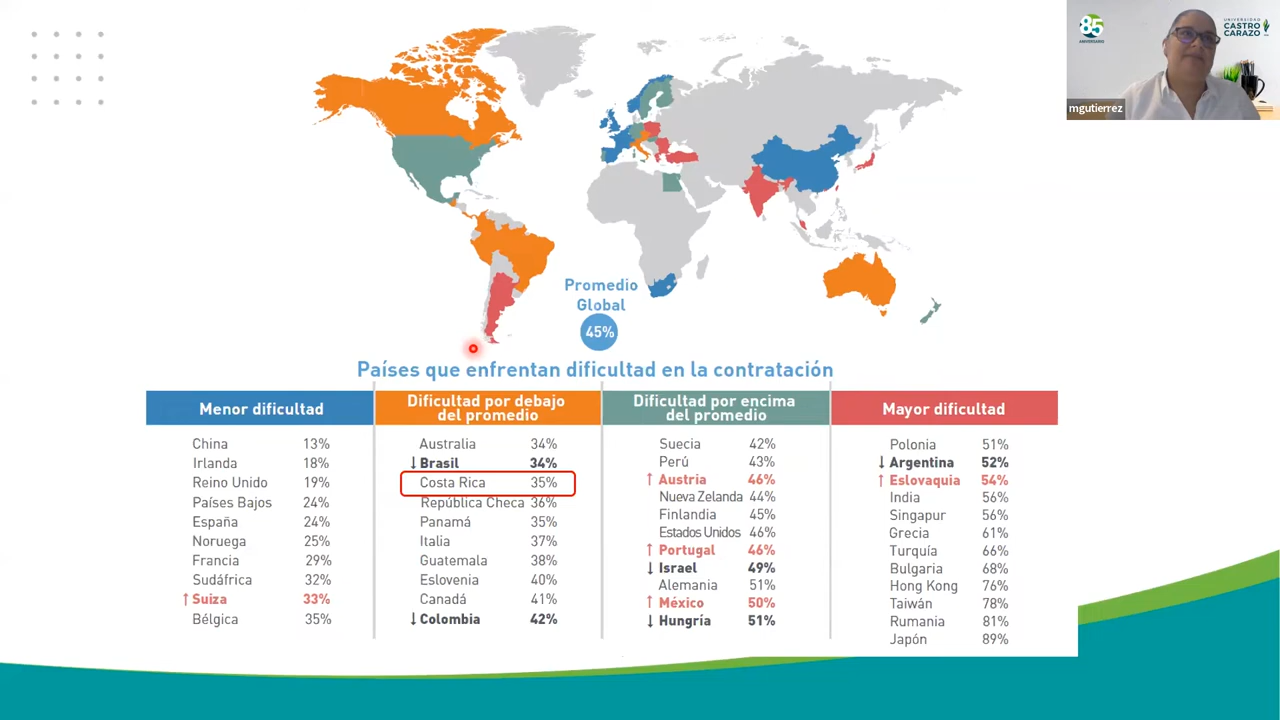 85
ANIVERSARIO
UNIVERSIDAD
CASTRO
CARAZO
mgutierrez
Promedio
Global
45%
Países que enfrentan dificultad en la contratación
Menor dificultad
China 13%
Irlanda 18%
Reino Unido 19%
Países Bajos 24%
España 24%
Noruega 25%
Francia 29%
Sudáfrica 32%
↑ Suiza 33%
Bélgica 35%
Dificultad por debajo
del promedio
Australia 34%
↓ Brasil 34%
Costa Rica 35%
República Checa 36%
Panamá 35%
Italia 37%
Guatemala 38%
Eslovenia 40%
Canadá 41%
↓ Colombia 42%
Dificultad por encima
del promedio
Suecia 42%
Perú 43%
↑ Austria 46%
Nueva Zelanda 44%
Finlandia 45%
Estados Unidos 46%
↑ Portugal 46%
↓ Israel 49%
Alemania 51%
↑ México 50%
↓ Hungría 51%
Mayor dificultad
Polonia 51%
↓ Argentina 52%
↑ Eslovaquia 54%
India 56%
Singapur 56%
Grecia 61%
Turquía 66%
Bulgaria 68%
Hong Kong 76%
Taiwán 78%
Rumania 81%
Japón 89%